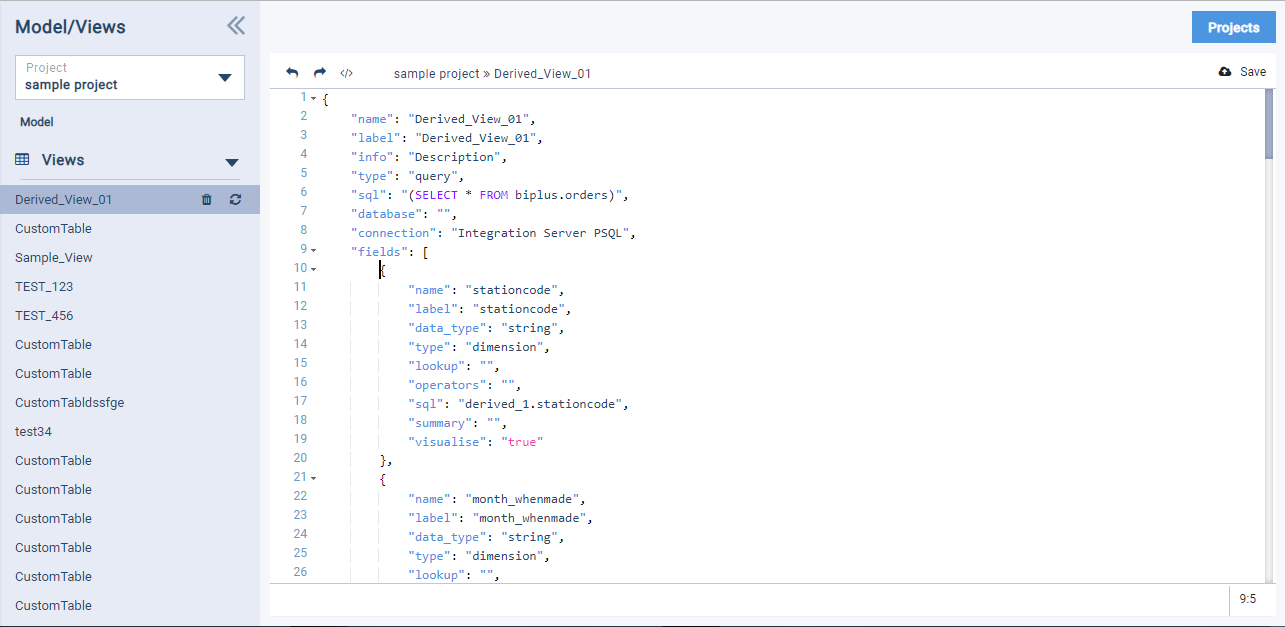 Model/Views
Projects
Project
sample project
Model
Views
Derived_View_01
CustomTable
Sample_View
TEST_123
TEST_456
CustomTable
CustomTable
CustomTabldssfge
test34
CustomTable
CustomTable
CustomTable
CustomTable
CustomTable
CustomTable
</> sample project » Derived_View_01 Save
1 {
2 "name": "Derived_View_01",
3 "label": "Derived_View_01",
4 "info": "Description",
5 "type": "query",
6 "sql": "(SELECT * FROM biplus.orders)",
7 "database": "",
8 "connection": "Integration Server PSQL",
9 "fields": [
10 {
11 "name": "stationcode",
12 "label": "stationcode",
13 "data_type": "string",
14 "type": "dimension",
15 "lookup": "",
16 "operators": "",
17 "sql": "derived_1.stationcode",
18 "summary": "",
19 "visualise": "true"
20 },
21 {
22 "name": "month_whenmade",
23 "label": "month_whenmade",
24 "data_type": "string",
25 "type": "dimension",
26 "lookup": "",
9:5